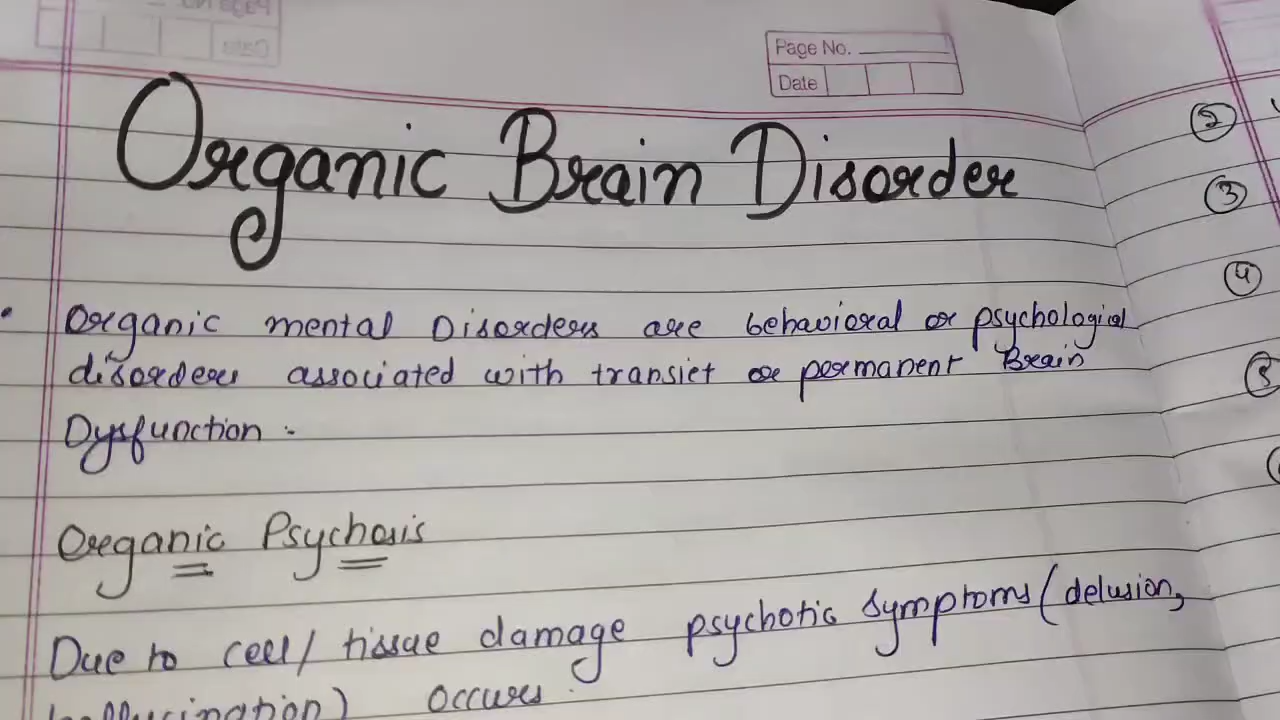 Page No.
Date
Organic Brain Disorder
② 
③
④
• Organic mental Disorders are behavioral or psychological
disorders associated with transiet or permanent Brain
Dysfunction.
Organic Psychosis
Due to cell/tissue damage psychotic symptoms (delusion,
hallucination) occurs.